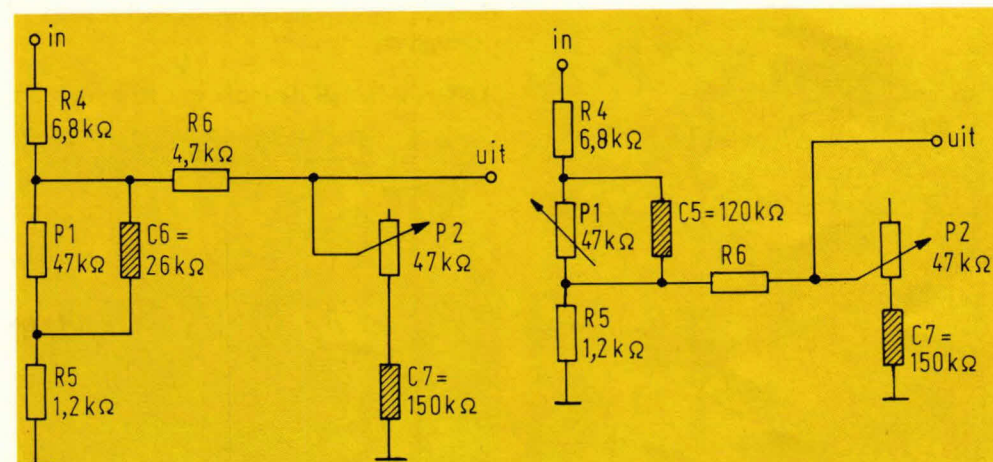 in
R4
6,8kΩ
R6
4,7kΩ
uit
P1
47kΩ
C6 =
26kΩ
P2
47kΩ
R5
1,2kΩ
C7=
150kΩ
in
R4
6,8kΩ
uit
P1
47kΩ
C5=120kΩ
R6
P2
47kΩ
R5
1,2kΩ
C7=
150kΩ